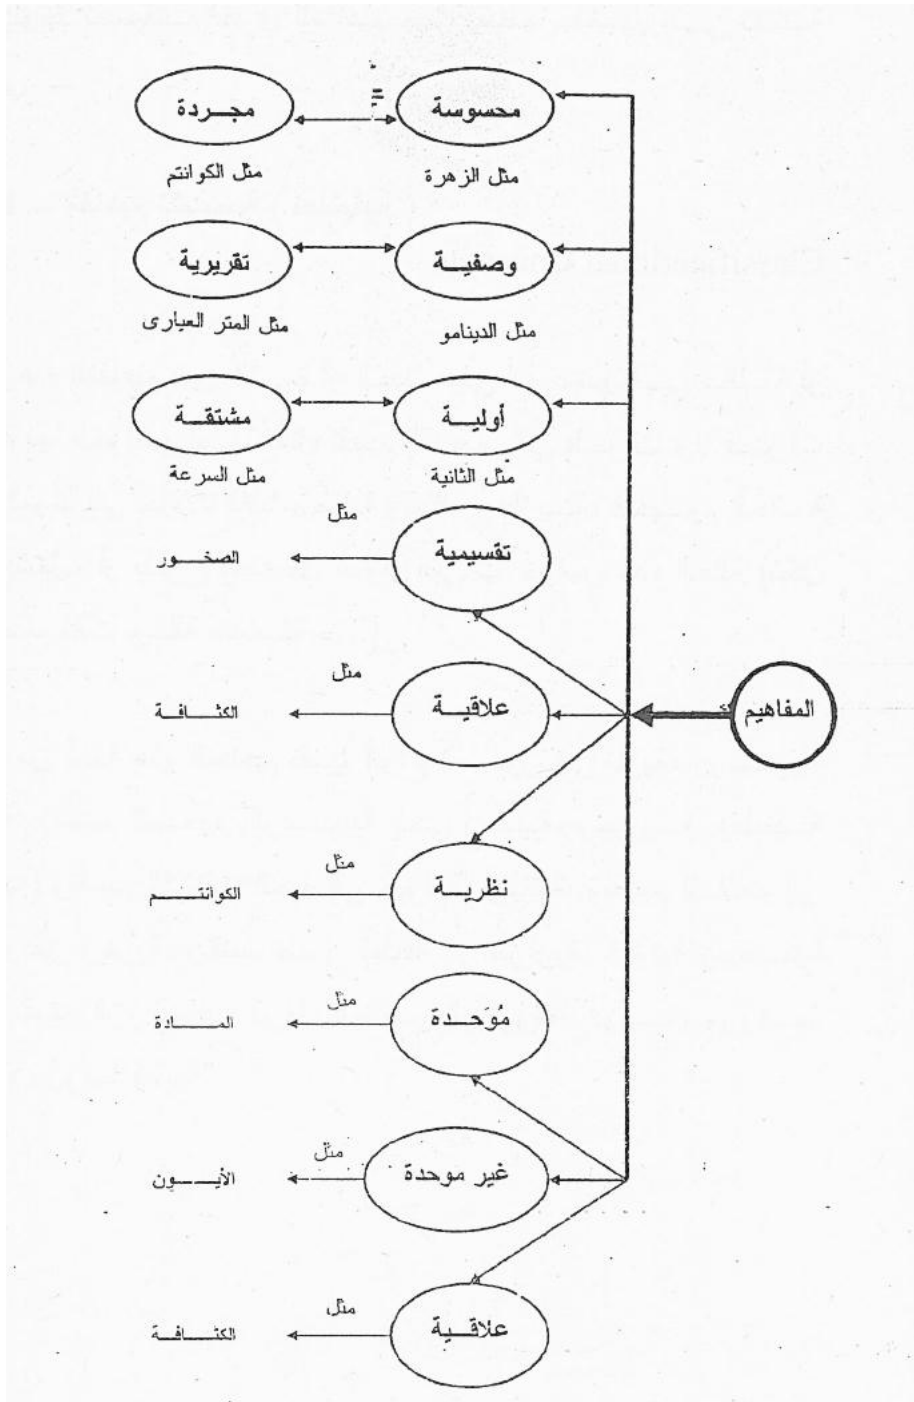 محسوسة
مجردة
مثل الزهرة
مثل الكوانتم
وصفية
تقريرية
مثل الدينامو
مثل المتر العيارى
أولية
مشتقة
مثل الثانية
مثل السرعة
تقسيمية
مثل
الصخور
المفاهيم
علاقية
مثل
الكثافة
نظرية
مثل
الكوانتم
مُوَحدة
مثل
المادة
غير موحدة
مثل
الأيون
علاقية
مثل
الكثافة